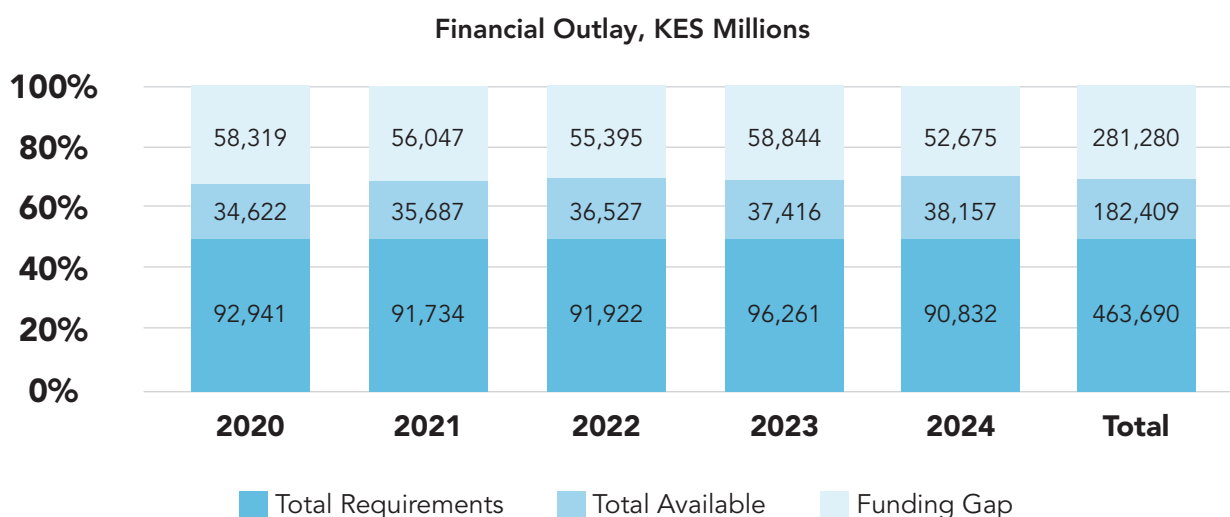 Financial Outlay, KES Millions
100%
80%
60%
40%
20%
0%
58,319 56,047 55,395 58,844 52,675 281,280
34,622 35,687 36,527 37,416 38,157 182,409
92,941 91,734 91,922 96,261 90,832 463,690
2020 2021 2022 2023 2024 Total
Total Requirements Total Available Funding Gap